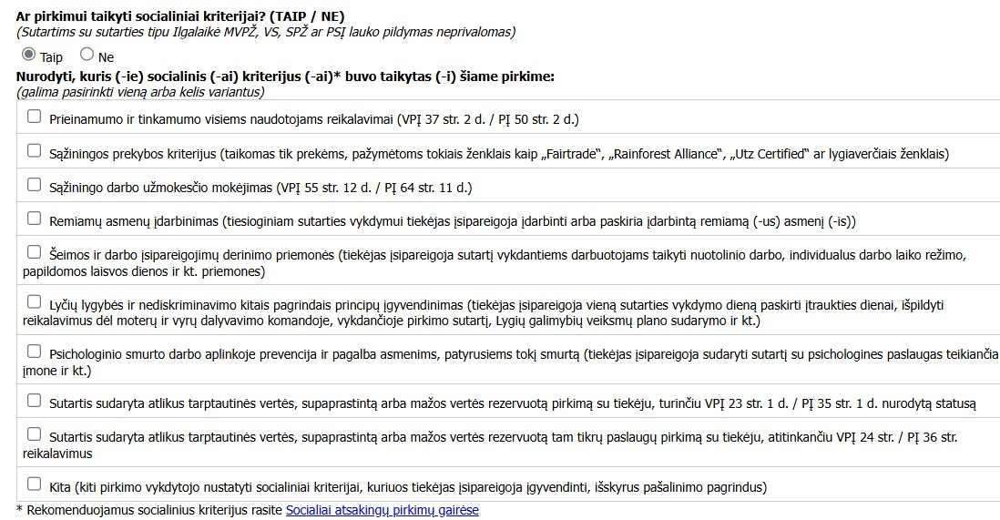 Ar pirkimui taikyti socialiniai kriterijai? (TAIP / NE)
(Sutartims su sutarties tipu Ilgalaikė MVPŽ, VS, SPŽ ar PSĮ lauko pildymas neprivalomas)
Taip Ne
Nurodyti, kuris (-ie) socialinis (-ai) kriterijus (-ai)* buvo taikytas (-i) šiame pirkime:
(galima pasirinkti vieną arba kelis variantus)
Prieinamumo ir tinkamumo visiems naudotojams reikalavimai (VPĮ 37 str. 2 d. / PĮ 50 str. 2 d.)
Sąžiningos prekybos kriterijus (taikomas tik prekėms, pažymėtoms tokiais ženklais kaip „Fairtrade“, „Rainforest Alliance“, „Utz Certified“ ar lygiaverčiais ženklais)
Sąžiningo darbo užmokesčio mokėjimas (VPĮ 55 str. 12 d. / PĮ 64 str. 11 d.)
Remiamų asmenų įdarbinimas (tiesioginiam sutarties vykdymui tiekėjas įsipareigoja įdarbinti arba paskiria įdarbintą remiamą (-us) asmenį (-is))
Šeimos ir darbo įsipareigojimų derinimo priemonės (tiekėjas įsipareigoja sutartį vykdantiems darbuotojams taikyti nuotolinio darbo, individualus darbo laiko režimo,
papildomos laisvos dienos ir kt. priemones)
Lyčių lygybės ir nediskriminavimo kitais pagrindais principų įgyvendinimas (tiekėjas įsipareigoja vieną sutarties vykdymo dieną paskirti įtraukties dienai, išpildyti
reikalavimus dėl moterų ir vyrų dalyvavimo komandoje, vykdančioje pirkimo sutartį, Lygių galimybių veiksmų plano sudarymo ir kt.)
Psichologinio smurto darbo aplinkoje prevencija ir pagalba asmenims, patyrusiems tokį smurtą (tiekėjas įsipareigoja sudaryti sutartį su psichologines paslaugas teikiančia
įmone ir kt.)
Sutartis sudaryta atlikus tarptautinės vertės, supaprastintą arba mažos vertės rezervuotą pirkimą su tiekėju, turinčiu VPĮ 23 str. 1 d. / PĮ 35 str. 1 d. nurodytą statusą
Sutartis sudaryta atlikus tarptautinės vertės, supaprastintą arba mažos vertės rezervuotą tam tikrų paslaugų pirkimą su tiekėju, atitinkančiu VPĮ 24 str. / PĮ 36 str.
reikalavimus
Kita (kiti pirkimo vykdytojo nustatyti socialiniai kriterijai, kuriuos tiekėjas įsipareigoja įgyvendinti, išskyrus pašalinimo pagrindus)
* Rekomenduojamus socialinius kriterijus rasite Socialiai atsakingų pirkimų gairėse